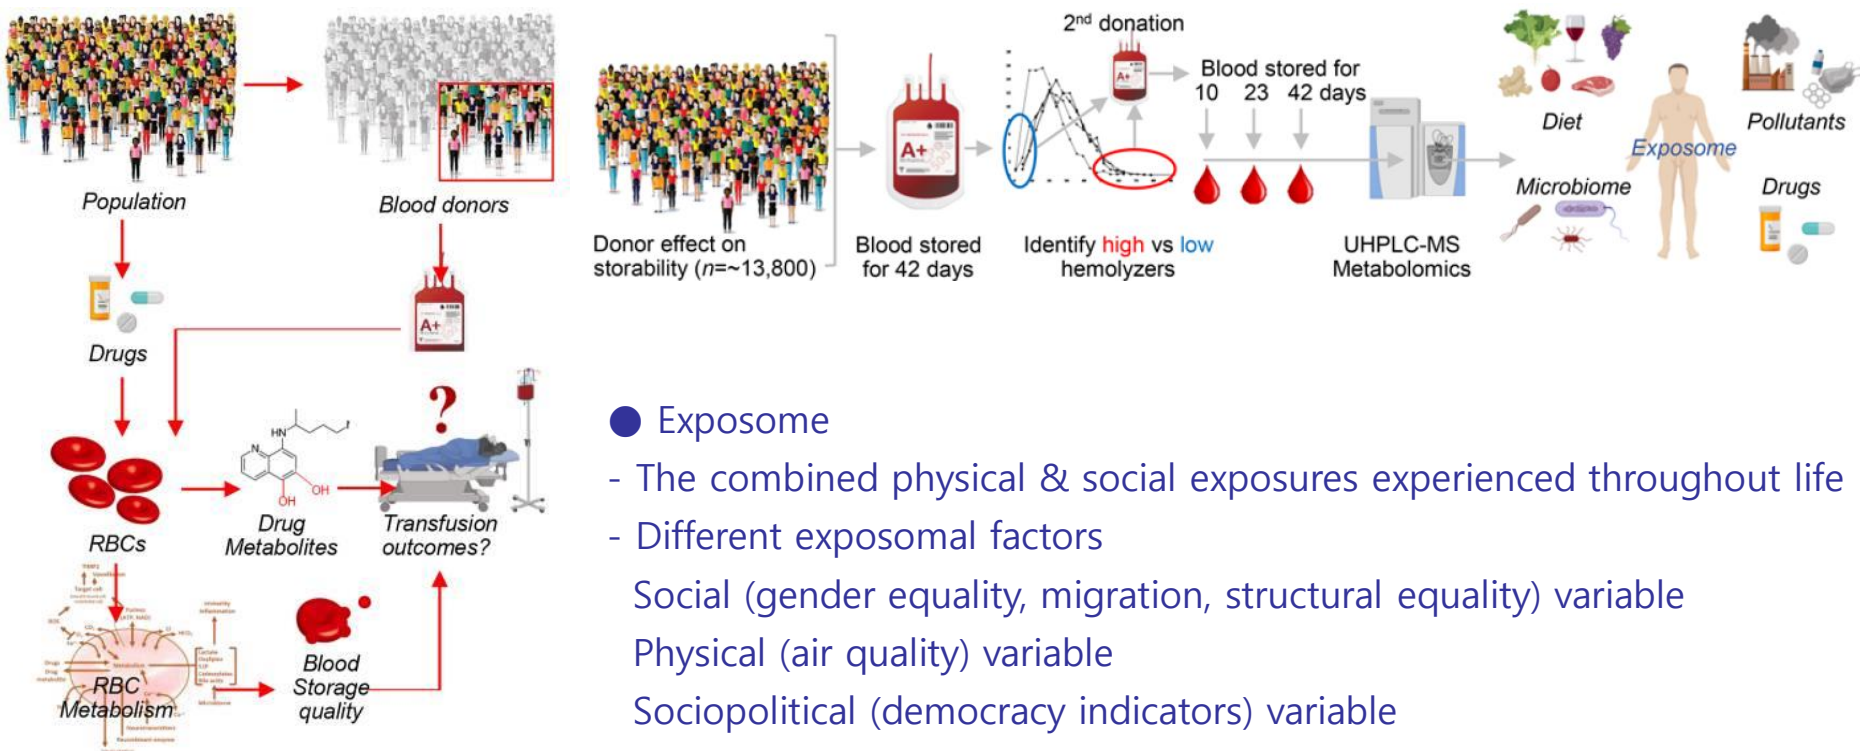 Population
Blood donors
Drugs
A+
RBCs
HN
N
OH
OH
Drug
Metabolites
?
Transfusion
outcomes?
RBC
Metabolism
Blood
Storage
quality
Donor effect on
storability (n=~13,800)
A+
Blood stored
for 42 days
2nd donation
A+
Identify high vs low
hemolyzers
Blood stored for
10 23 42 days
UHPLC-MS
Metabolomics
Diet
Exposome
Pollutants
Microbiome
Drugs
● Exposome
- The combined physical & social exposures experienced throughout life
- Different exposomal factors
Social (gender equality, migration, structural equality) variable
Physical (air quality) variable
Sociopolitical (democracy indicators) variable